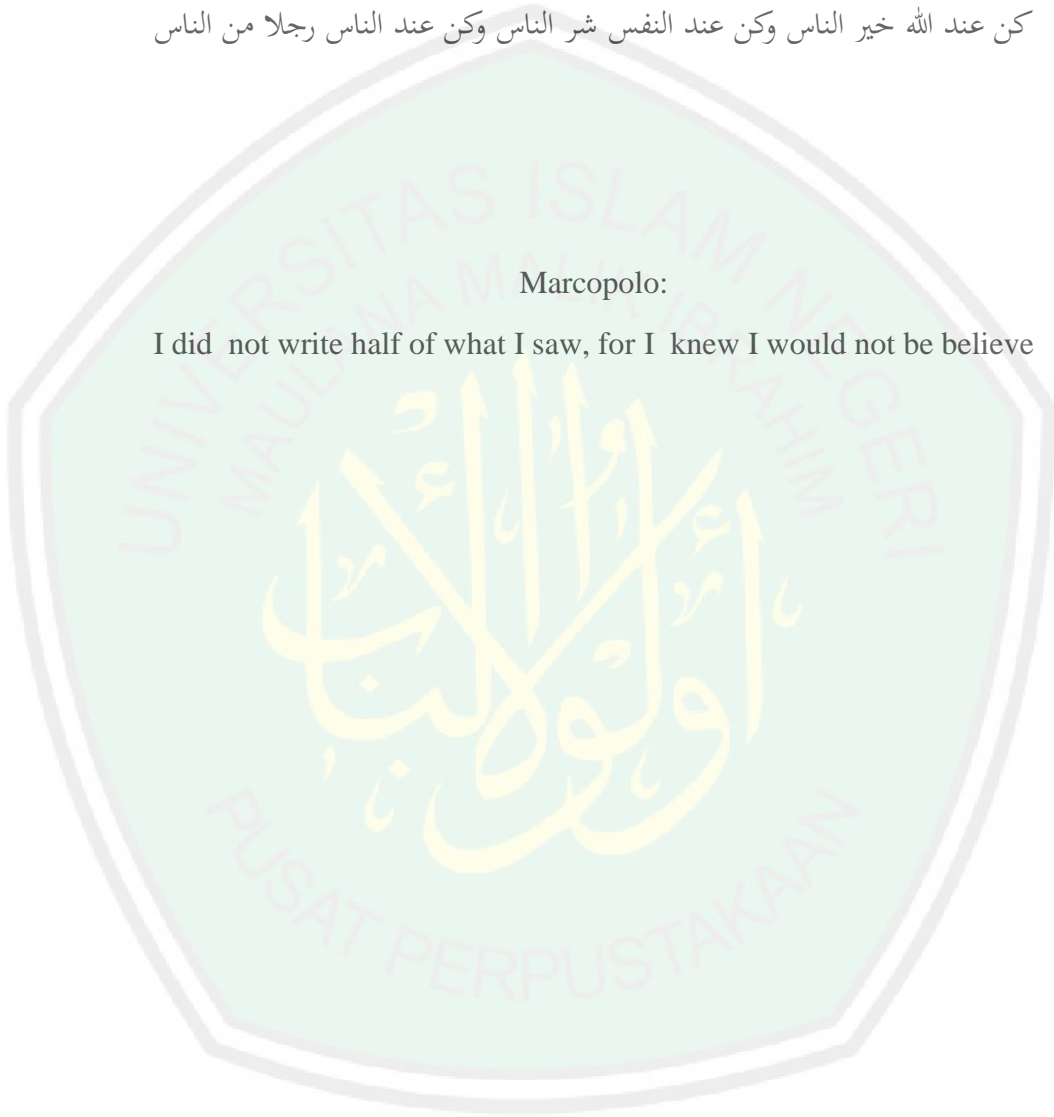 كن عند الله خير الناس وكن عند النفس شر الناس وكن عند الناس رجلا من الناس
Marcopolo:
I did not write half of what I saw, for I knew I would not be believe
UNIVERSITAS ISLAM NEGERI
MAULANA MALIK IBRAHIM
أولوا الألباب
PUSAT PERPUSTAKAAN